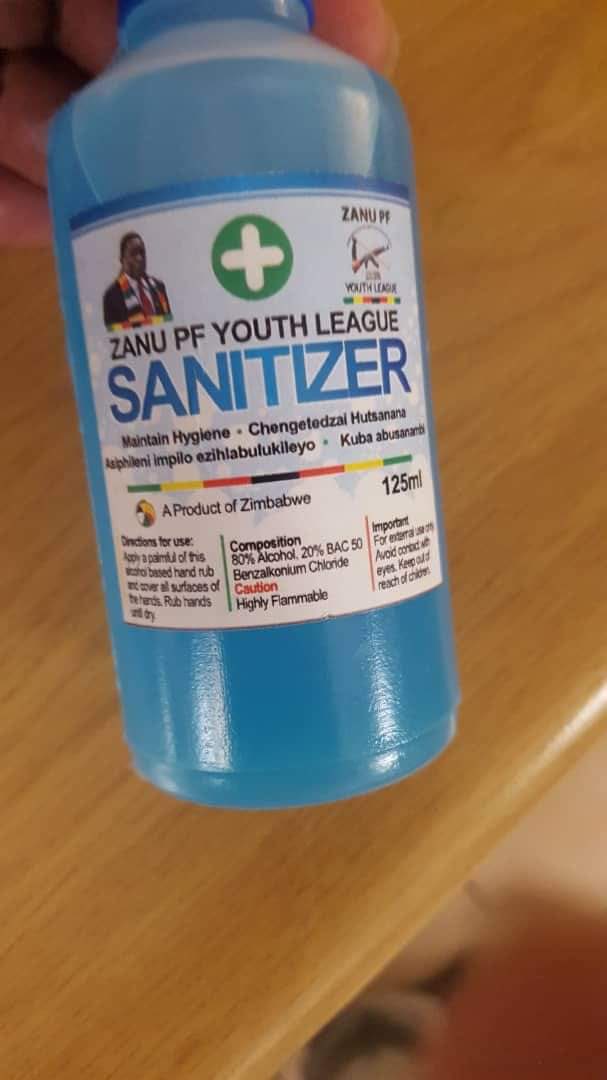 ZANU PF
YOUTH LEAGUE
ZANU PF YOUTH LEAGUE
SANITIZER
Maintain Hygiene • Chengetedzai Hutsanana
Asiphileni impilo ezihlabulukileyo • Kuba abusanambi
125ml
A Product of Zimbabwe
Directions for use:
Apply a palmful of this
alcohol based hand rub
and cover all surfaces of
the hands. Rub hands
until dry.
Composition
80% Alcohol, 20% BAC 50
Benzalkonium Chloride
Caution
Highly Flammable
Important
For external use only
Avoid contact with
eyes. Keep out of
reach of children.